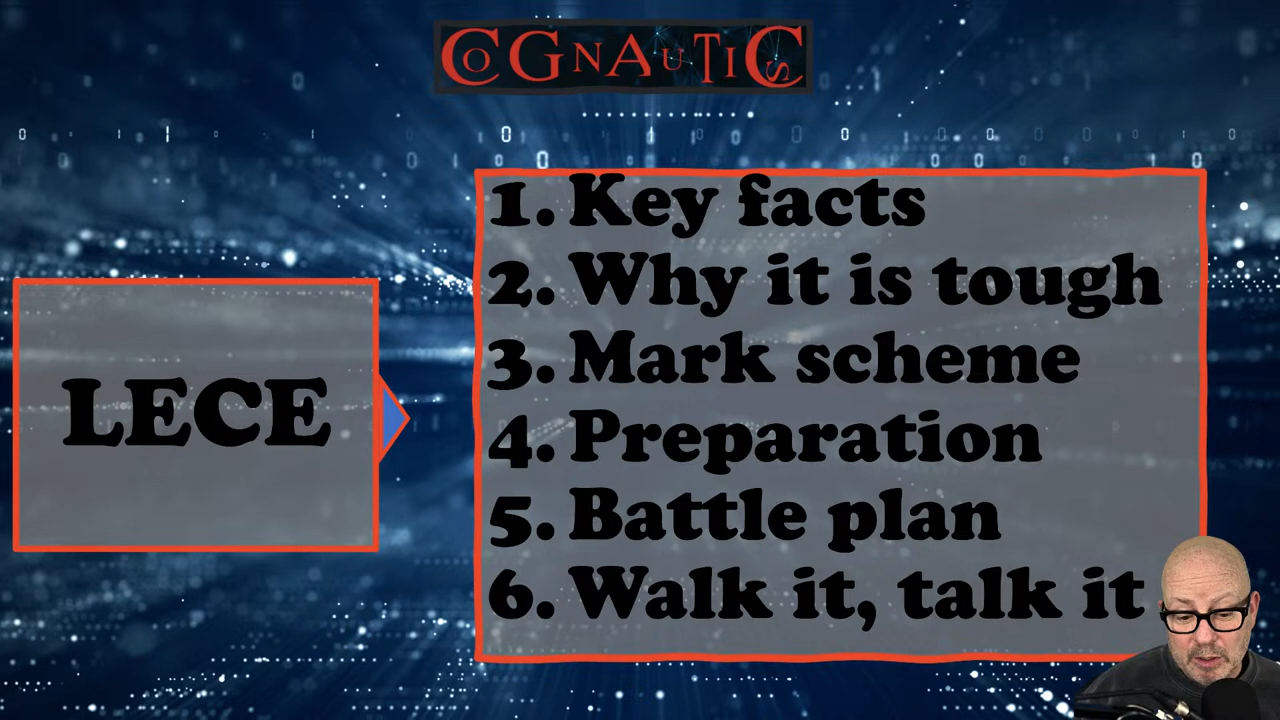 COGNAUTICS
LECE
1. Key facts
2. Why it is tough
3. Mark scheme
4. Preparation
5. Battle plan
6. Walk it, talk it